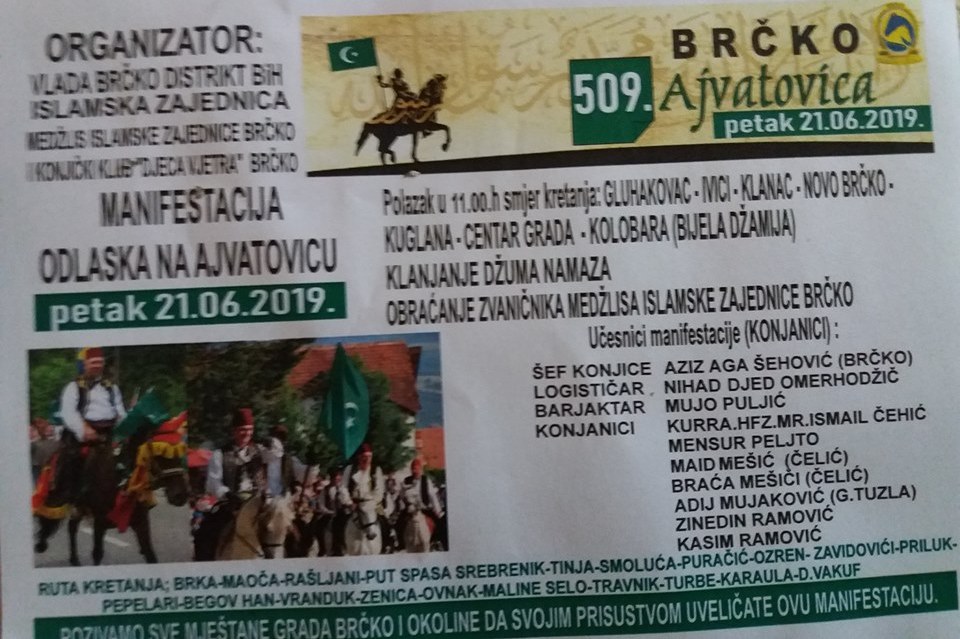 ORGANIZATOR:
VLADA BRČKO DISTRIKT BiH
ISLAMSKA ZAJEDNICA
MEDŽLIS ISLAMSKE ZAJEDNICE BRČKO
I KONJIČKI KLUB"DJECA VJETRA" BRČKO
MANIFESTACIJA
ODLASKA NA AJVATOVICU
petak 21.06.2019.
BRČKO
509. Ajvatovica
petak 21.06.2019.
Polazak u 11.00.h smjer kretanja: GLUHAKOVAC - IVICI - KLANAC - NOVO BRČKO -
KUGLANA - CENTAR GRADA - KOLOBARA (BIJELA DŽAMIJA)
KLANJANJE DŽUMA NAMAZA
OBRAĆANJE ZVANIČNIKA MEDŽLISA ISLAMSKE ZAJEDNICE BRČKO
Učesnici manifestacije (KONJANICI) :
ŠEF KONJICE AZIZ AGA ŠEHOVIĆ (BRČKO)
LOGISTIČAR NIHAD DJED OMERHODŽIČ
BARJAKTAR MUJO PULJIĆ
KONJANICI KURRA.HFZ.MR.ISMAIL ČEHIĆ
MENSUR PELJTO
MAID MEŠIĆ (ČELIĆ)
BRAĆA MEŠIČI (ČELIĆ)
ADIJ MUJAKOVIĆ (G.TUZLA)
ZINEDIN RAMOVIĆ
KASIM RAMOVIĆ
RUTA KRETANJA; BRKA-MAOČA-RAŠLJANI-PUT SPASA SREBRENIK-TINJA-SMOLUĆA-PURAČIĆ-OZREN- ZAVIDOVIĆI-PRILUK-
PEPELARI-BEGOV HAN-VRANDUK-ZENICA-OVNAK-MALINE SELO-TRAVNIK-TURBE-KARAULA-D.VAKUF
POZIVAMO SVE MJEŠTANE GRADA BRČKO I OKOLINE DA SVOJIM PRISUSTVOM UVELIČATE OVU MANIFESTACIJU.